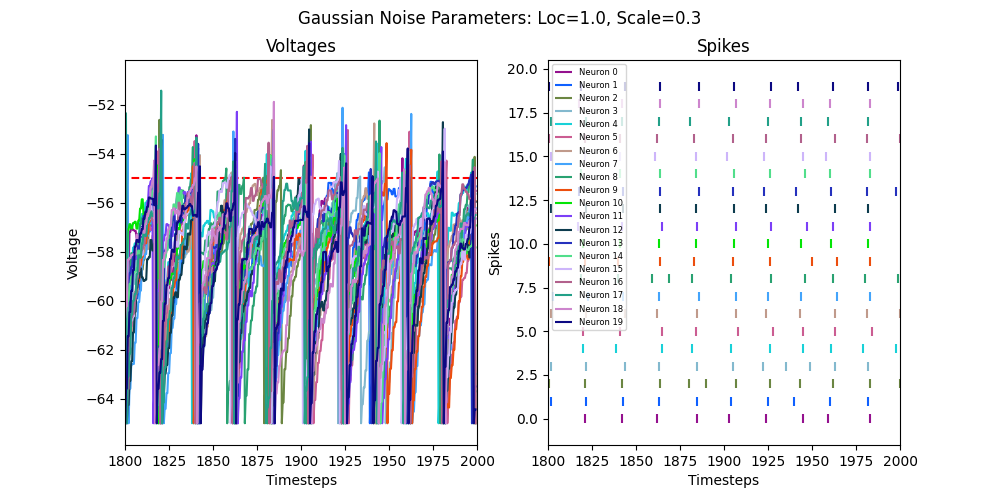 Gaussian Noise Parameters: Loc=1.0, Scale=0.3
Voltages
Voltage
−52
−54
−56
−58
−60
−62
−64
1800
1825
1850
1875
1900
1925
1950
1975
2000
Timesteps
Spikes
Spikes
20.0
17.5
15.0
12.5
10.0
7.5
5.0
2.5
0.0
Neuron 0
Neuron 1
Neuron 2
Neuron 3
Neuron 4
Neuron 5
Neuron 6
Neuron 7
Neuron 8
Neuron 9
Neuron 10
Neuron 11
Neuron 12
Neuron 13
Neuron 14
Neuron 15
Neuron 16
Neuron 17
Neuron 18
Neuron 19
1800
1825
1850
1875
1900
1925
1950
1975
2000
Timesteps